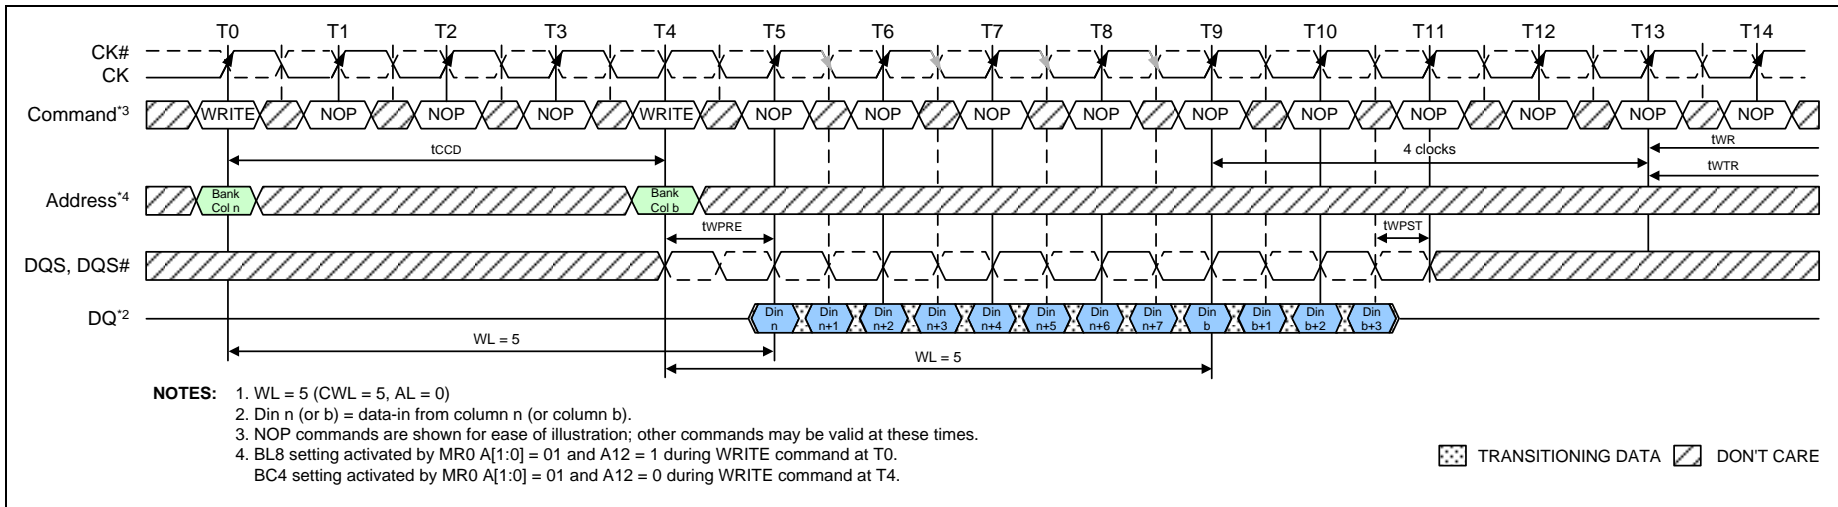 T0 T1 T2 T3 T4 T5 T6 T7 T8 T9 T10 T11 T12 T13 T14
CK#
CK
Command*3 WRITE NOP NOP NOP WRITE NOP NOP NOP NOP NOP NOP NOP NOP NOP NOP
tCCD 4 clocks tWR
tWTR
Address*4 Bank Col n Bank Col b
tWPRE tWPST
DQS, DQS#
DQ*2 Din n Din n+1 Din n+2 Din n+3 Din n+4 Din n+5 Din n+6 Din n+7 Din b Din b+1 Din b+2 Din b+3
WL = 5 WL = 5
NOTES: 1. WL = 5 (CWL = 5, AL = 0)
2. Din n (or b) = data-in from column n (or column b).
3. NOP commands are shown for ease of illustration; other commands may be valid at these times.
4. BL8 setting activated by MR0 A[1:0] = 01 and A12 = 1 during WRITE command at T0.
BC4 setting activated by MR0 A[1:0] = 01 and A12 = 0 during WRITE command at T4.
TRANSITIONING DATA DON'T CARE